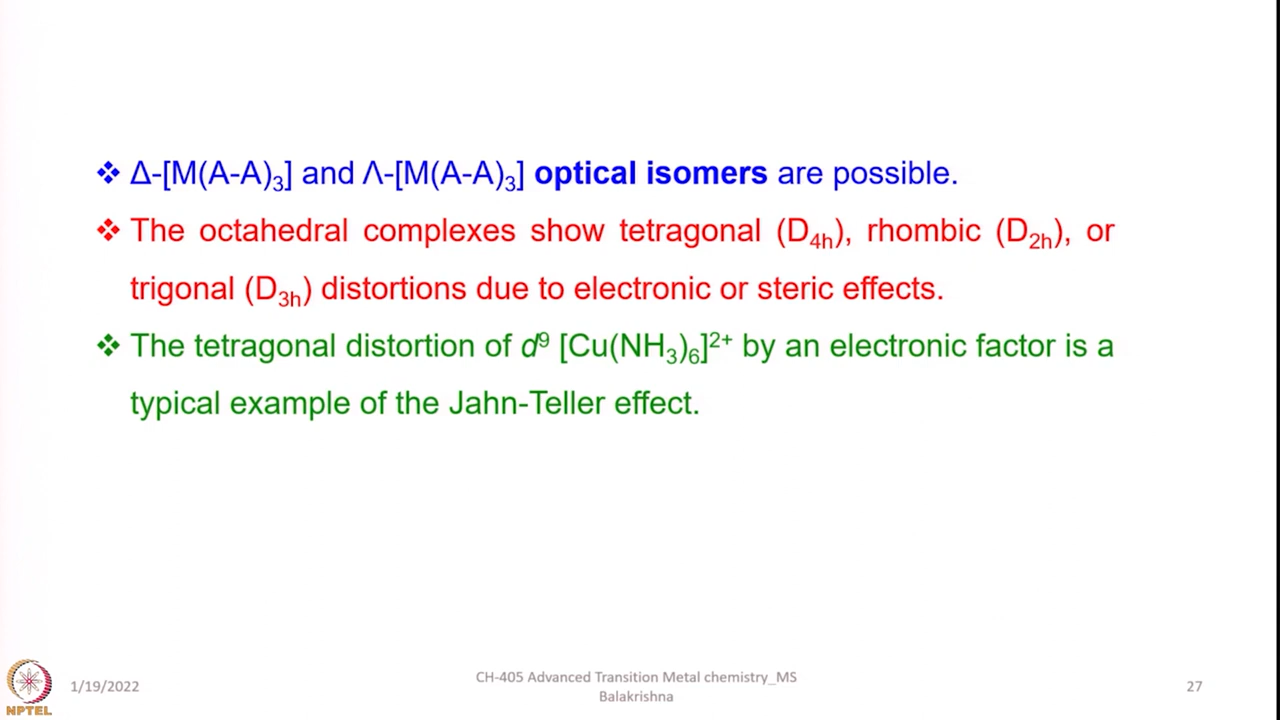 ❖ Δ-[M(A-A)₃] and Λ-[M(A-A)₃] optical isomers are possible.
❖ The octahedral complexes show tetragonal (D₄ₕ), rhombic (D₂ₕ), or
trigonal (D₃ₕ) distortions due to electronic or steric effects.
❖ The tetragonal distortion of d⁹ [Cu(NH₃)₆]²⁺ by an electronic factor is a
typical example of the Jahn-Teller effect.
NPTEL
1/19/2022
CH-405 Advanced Transition Metal chemistry_MS
Balakrishna
27